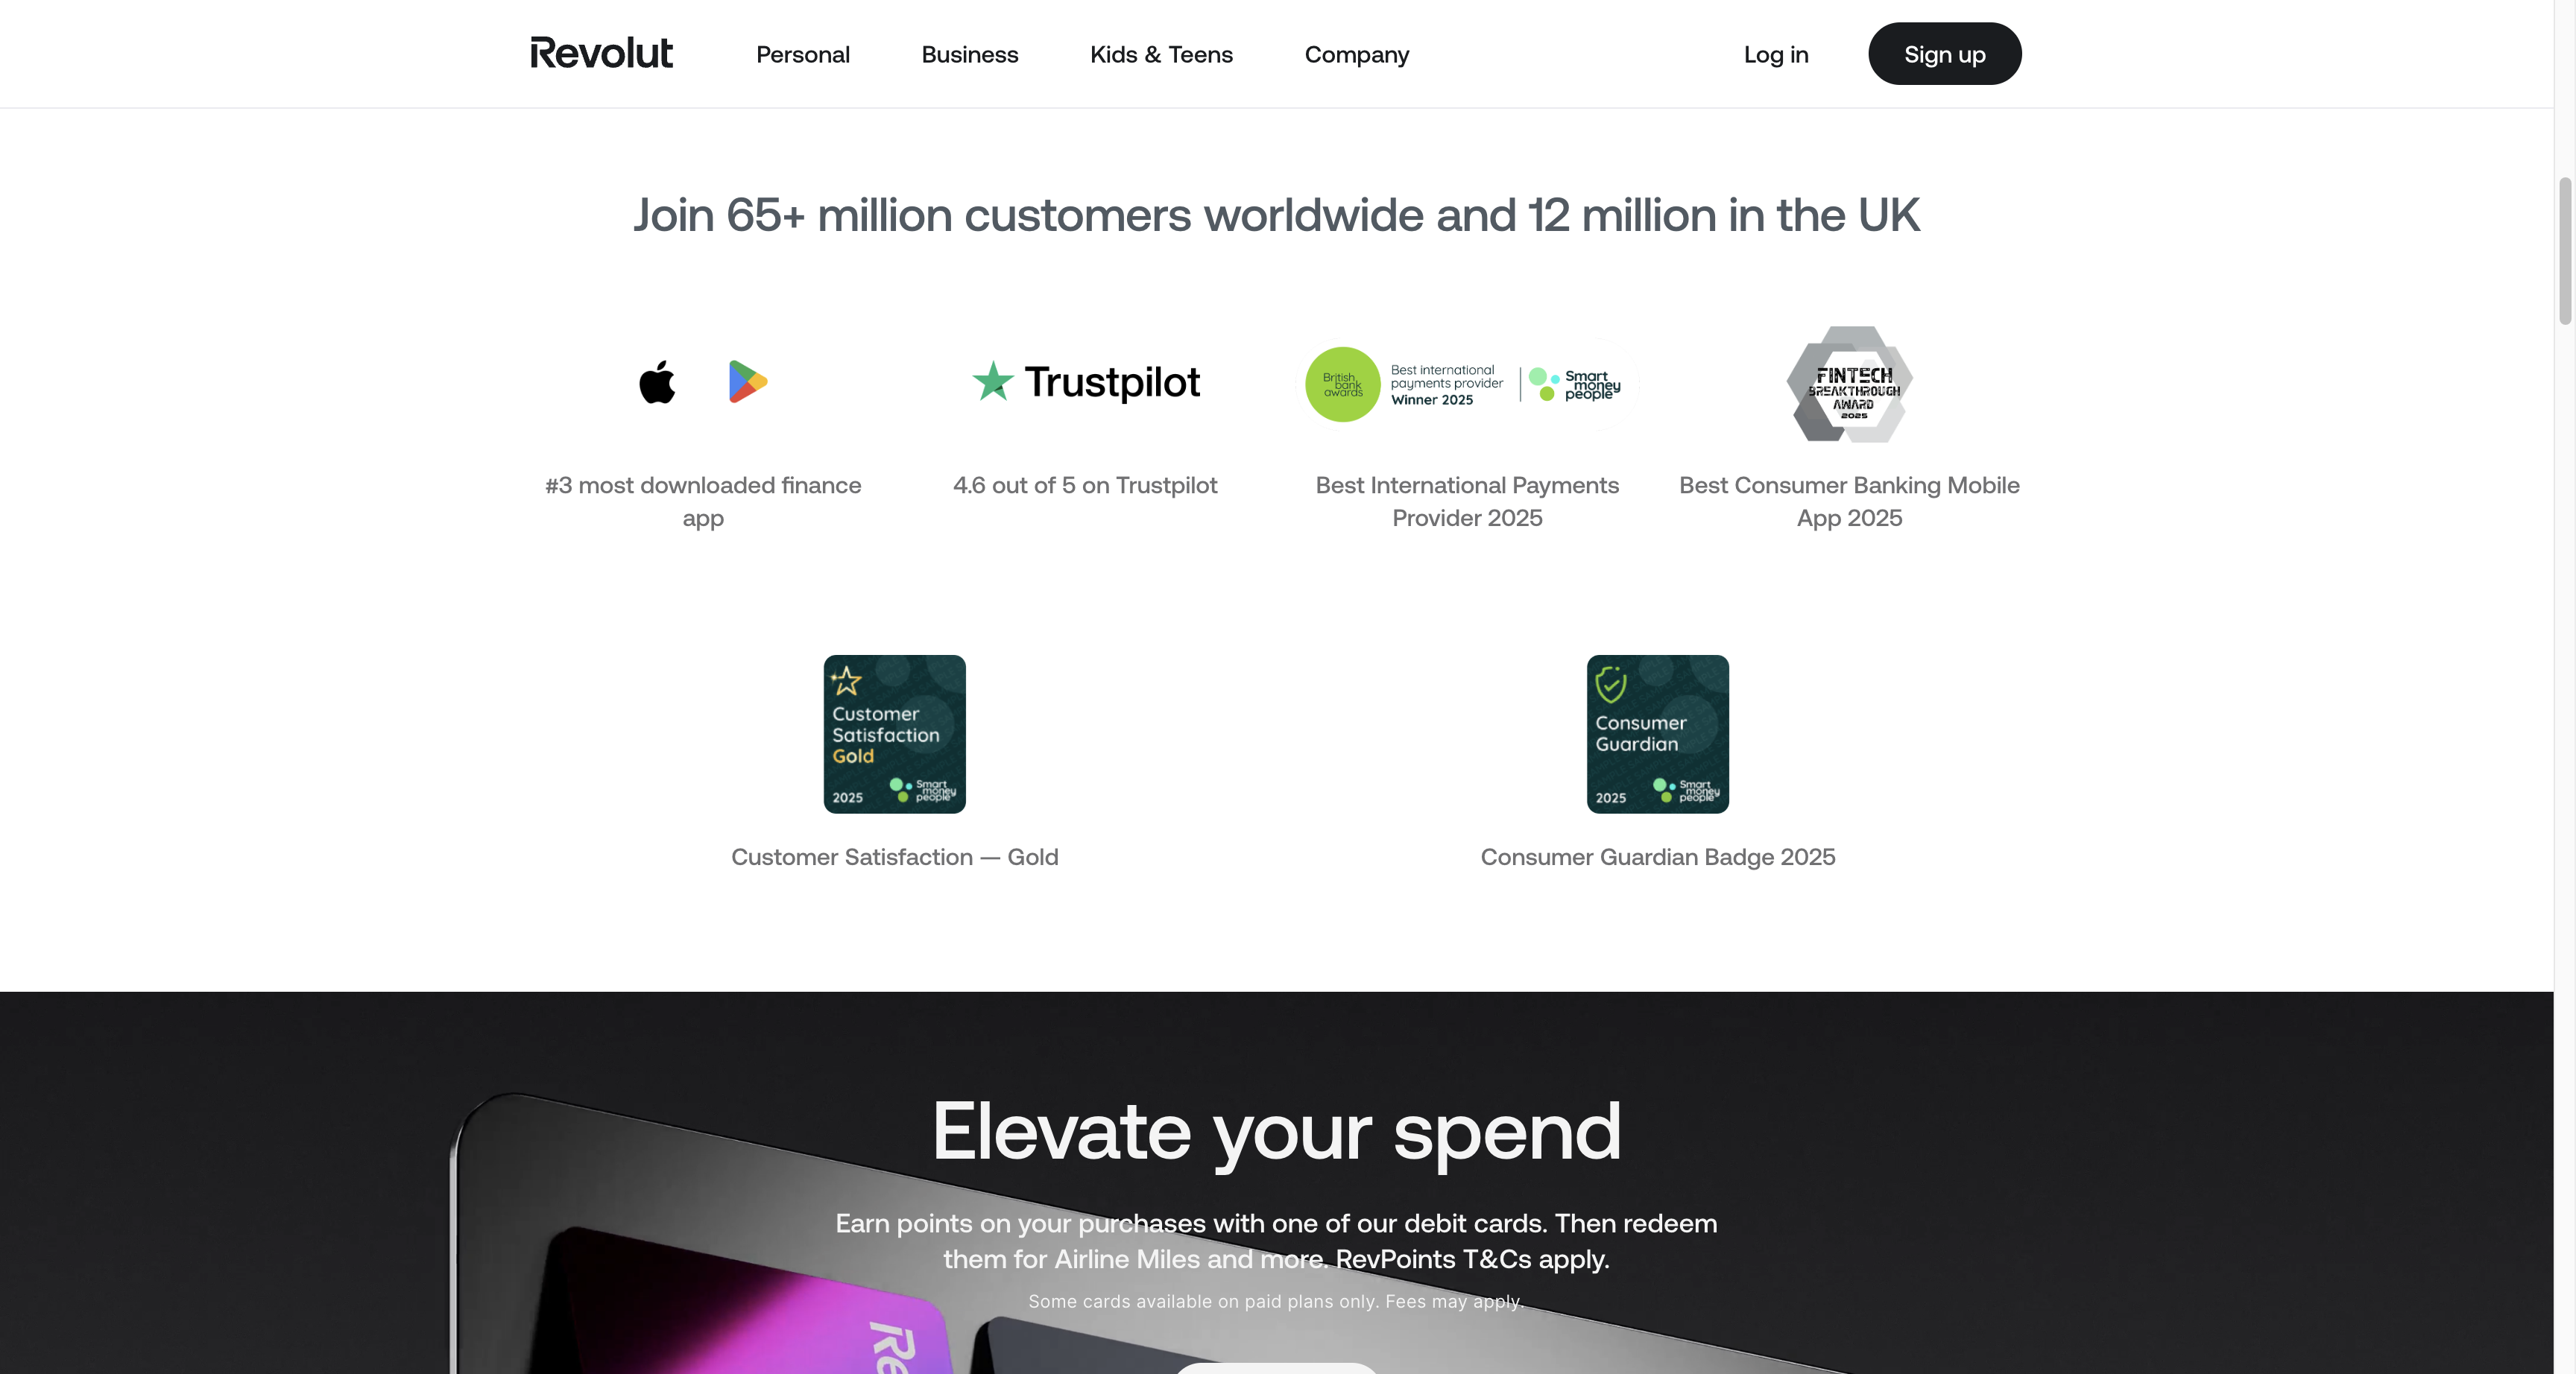 Revolut
Personal
Business
Kids & Teens
Company
Log in
Sign up
Join 65+ million customers worldwide and 12 million in the UK
Trustpilot
British
bank
awards
Best international
payments provider
Winner 2025
Smart
money
people
FINTECH
BREAKTHROUGH
AWARD
2025
#3 most downloaded finance
app
4.6 out of 5 on Trustpilot
Best International Payments
Provider 2025
Best Consumer Banking Mobile
App 2025
Customer
Satisfaction
Gold
2025
Smart
money
people
Consumer
Guardian
2025
Smart
money
people
Customer Satisfaction — Gold
Consumer Guardian Badge 2025
Elevate your spend
Earn points on your purchases with one of our debit cards. Then redeem
them for Airline Miles and more. RevPoints T&Cs apply.
Some cards available on paid plans only. Fees may apply.
Re